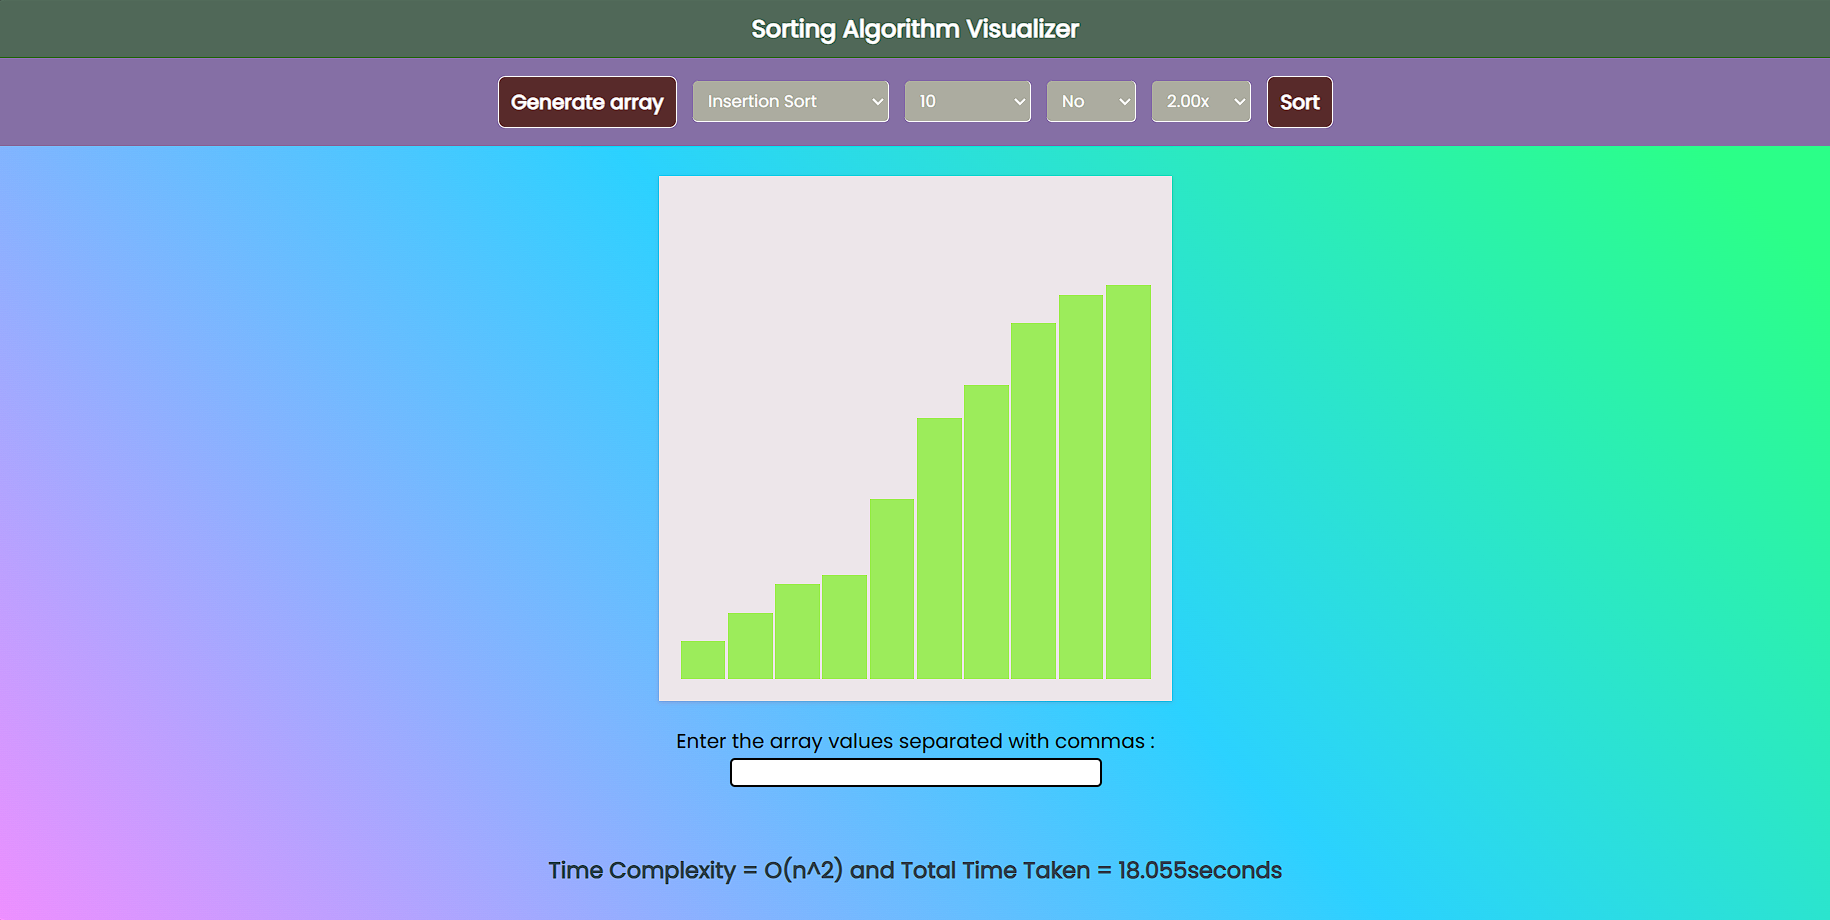 Sorting Algorithm Visualizer
Generate array Insertion Sort 10 No 2.00x Sort
Enter the array values separated with commas :
Time Complexity = O(n^2) and Total Time Taken = 18.055seconds